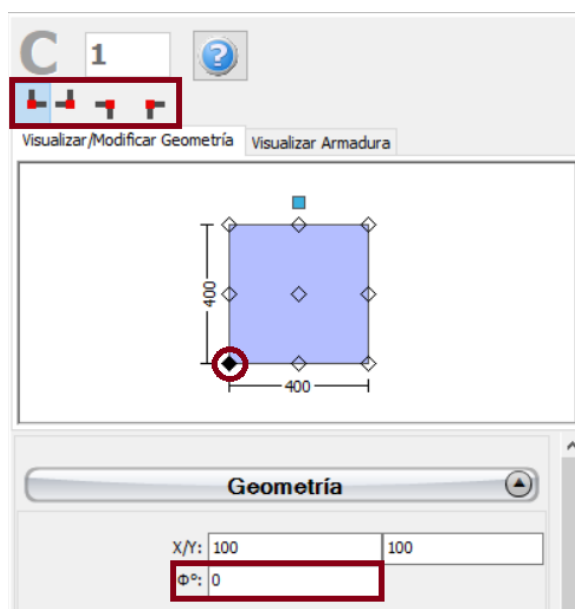 C 1 ?
Visualizar/Modificar Geometría Visualizar Armadura
400
400
Geometría
X/Y: 100 100
Φº: 0